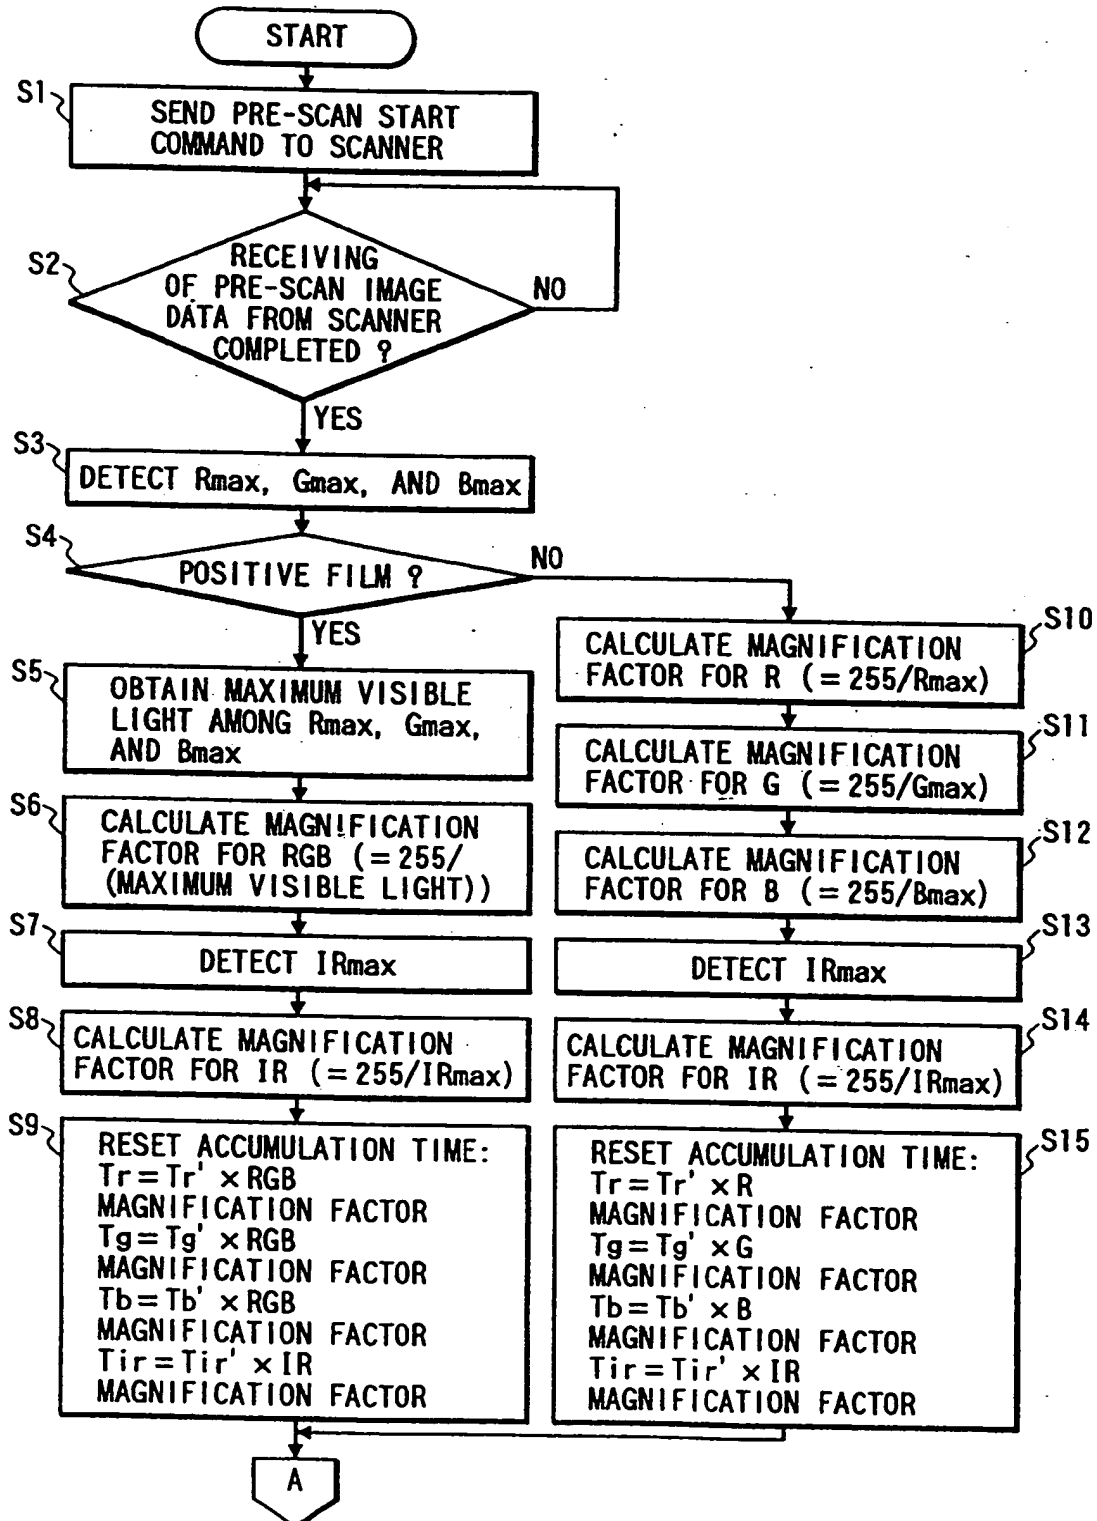 START
S1
SEND PRE-SCAN START
COMMAND TO SCANNER
S2
RECEIVING
OF PRE-SCAN IMAGE
DATA FROM SCANNER
COMPLETED ?
NO
YES
S3
DETECT Rmax, Gmax, AND Bmax
S4
POSITIVE FILM ?
NO
YES
S5
OBTAIN MAXIMUM VISIBLE
LIGHT AMONG Rmax, Gmax,
AND Bmax
S6
CALCULATE MAGNIFICATION
FACTOR FOR RGB (=255/
(MAXIMUM VISIBLE LIGHT))
S7
DETECT IRmax
S8
CALCULATE MAGNIFICATION
FACTOR FOR IR (=255/IRmax)
S9
RESET ACCUMULATION TIME:
Tr=Tr' ×RGB
MAGNIFICATION FACTOR
Tg=Tg' ×RGB
MAGNIFICATION FACTOR
Tb=Tb' ×RGB
MAGNIFICATION FACTOR
Tir=Tir' ×IR
MAGNIFICATION FACTOR
S10
CALCULATE MAGNIFICATION
FACTOR FOR R (=255/Rmax)
S11
CALCULATE MAGNIFICATION
FACTOR FOR G (=255/Gmax)
S12
CALCULATE MAGNIFICATION
FACTOR FOR B (=255/Bmax)
S13
DETECT IRmax
S14
CALCULATE MAGNIFICATION
FACTOR FOR IR (=255/IRmax)
S15
RESET ACCUMULATION TIME:
Tr=Tr' ×R
MAGNIFICATION FACTOR
Tg=Tg' ×G
MAGNIFICATION FACTOR
Tb=Tb' ×B
MAGNIFICATION FACTOR
Tir=Tir' ×IR
MAGNIFICATION FACTOR
A